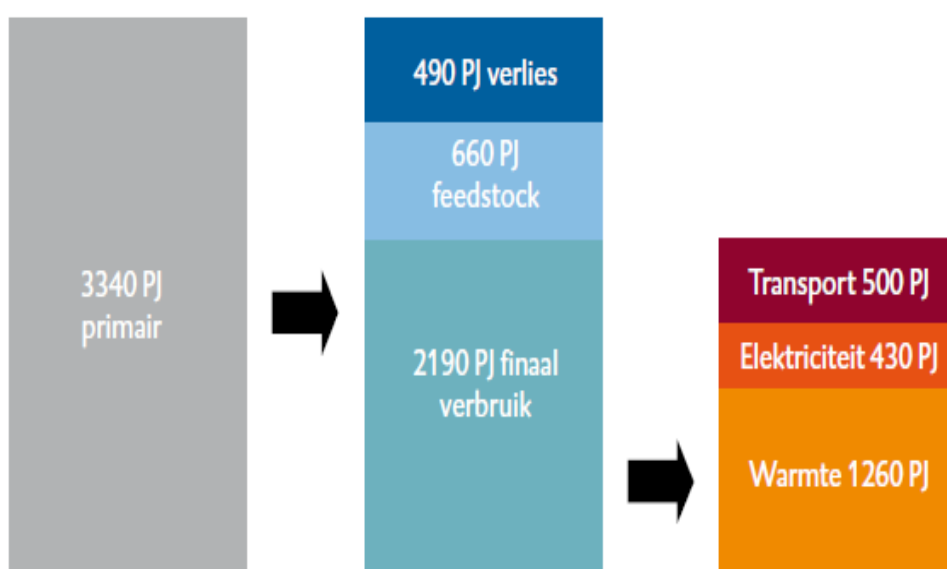 3340 PJ
primair
490 PJ verlies
660 PJ
feedstock
2190 PJ finaal
verbruik
Transport 500 PJ
Elektriciteit 430 PJ
Warmte 1260 PJ